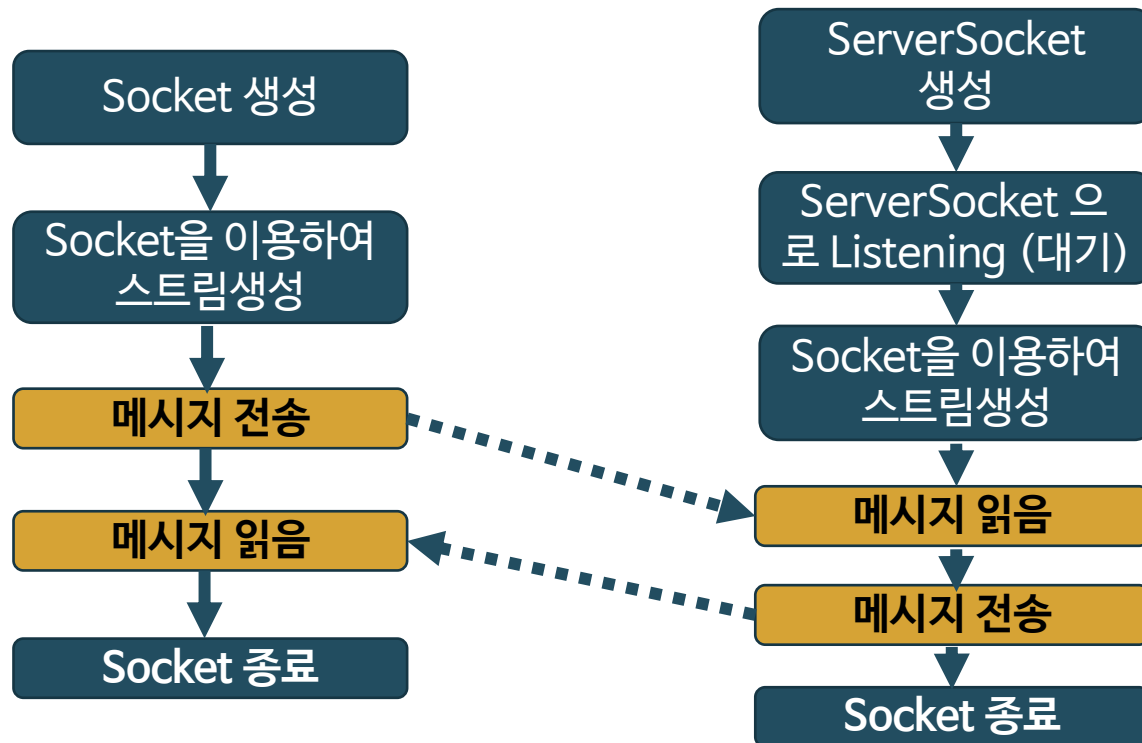 Socket 생성
Socket을 이용하여
스트림생성
메시지 전송
메시지 읽음
Socket 종료
ServerSocket
생성
ServerSocket 으
로 Listening (대기)
Socket을 이용하여
스트림생성
메시지 읽음
메시지 전송
Socket 종료